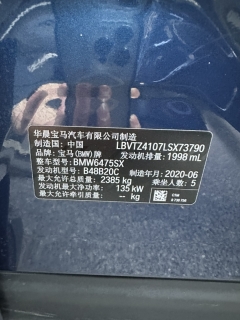 华晨宝马汽车有限公司制造
制造国: 中国 LBVTZ4107LSX73790
发动机排量: 1998 mL
品牌: 宝马(BMW)牌 制造年月: 2020-06
整车型号: BMW6475SX 乘坐人数: 5
发动机型号: B48B20C
最大允许总质量: 2385 kg
发动机最大净功率: 135 kW
最大允许牵引质量: -- kg